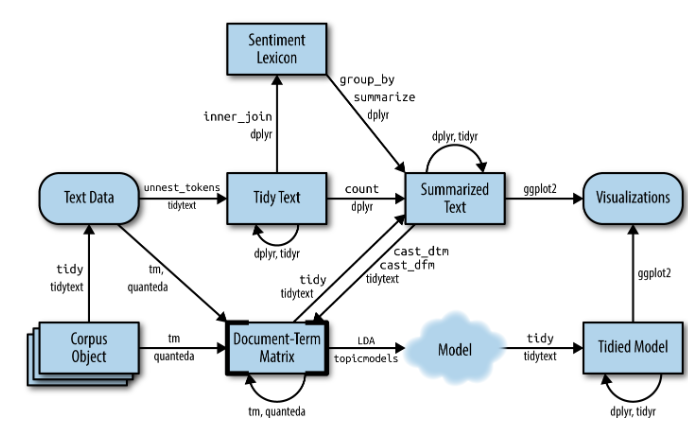 Sentiment
Lexicon
group_by
summarize
dplyr
inner_join
dplyr
dplyr, tidyr
Text Data
unnest_tokens
tidytext
Tidy Text
count
dplyr
Summarized
Text
ggplot2
Visualizations
dplyr, tidyr
tidy
tidytext
tm,
quanteda
tidy
tidytext
cast_dtm
cast_dfm
tidytext
ggplot2
Corpus
Object
tm
quanteda
Document-Term
Matrix
LDA
topicmodels
Model
tidy
tidytext
Tidied Model
tm, quanteda
dplyr, tidyr